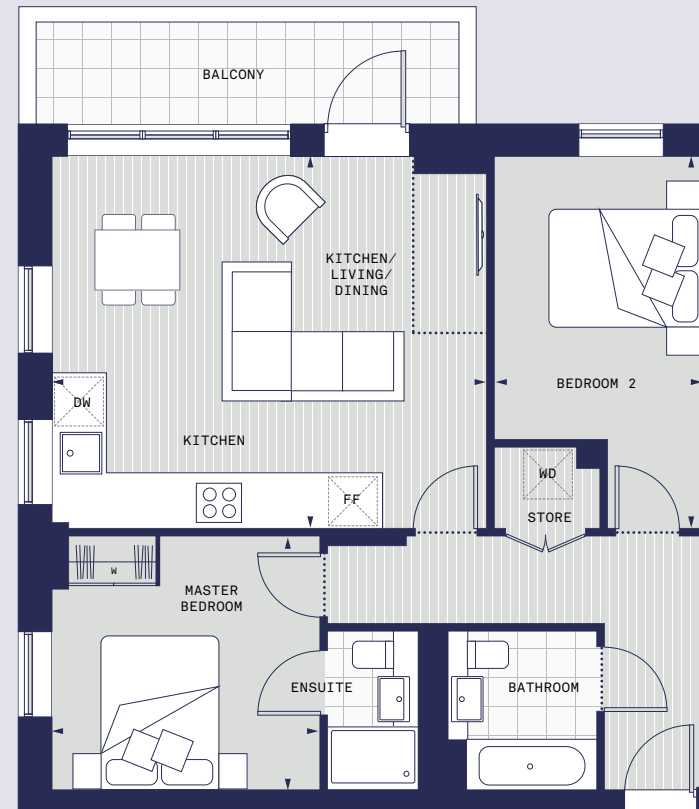 BALCONY
KITCHEN/
LIVING/
DINING
BEDROOM 2
DW
KITCHEN
WD
FF
STORE
W
MASTER
BEDROOM
ENSUITE
BATHROOM